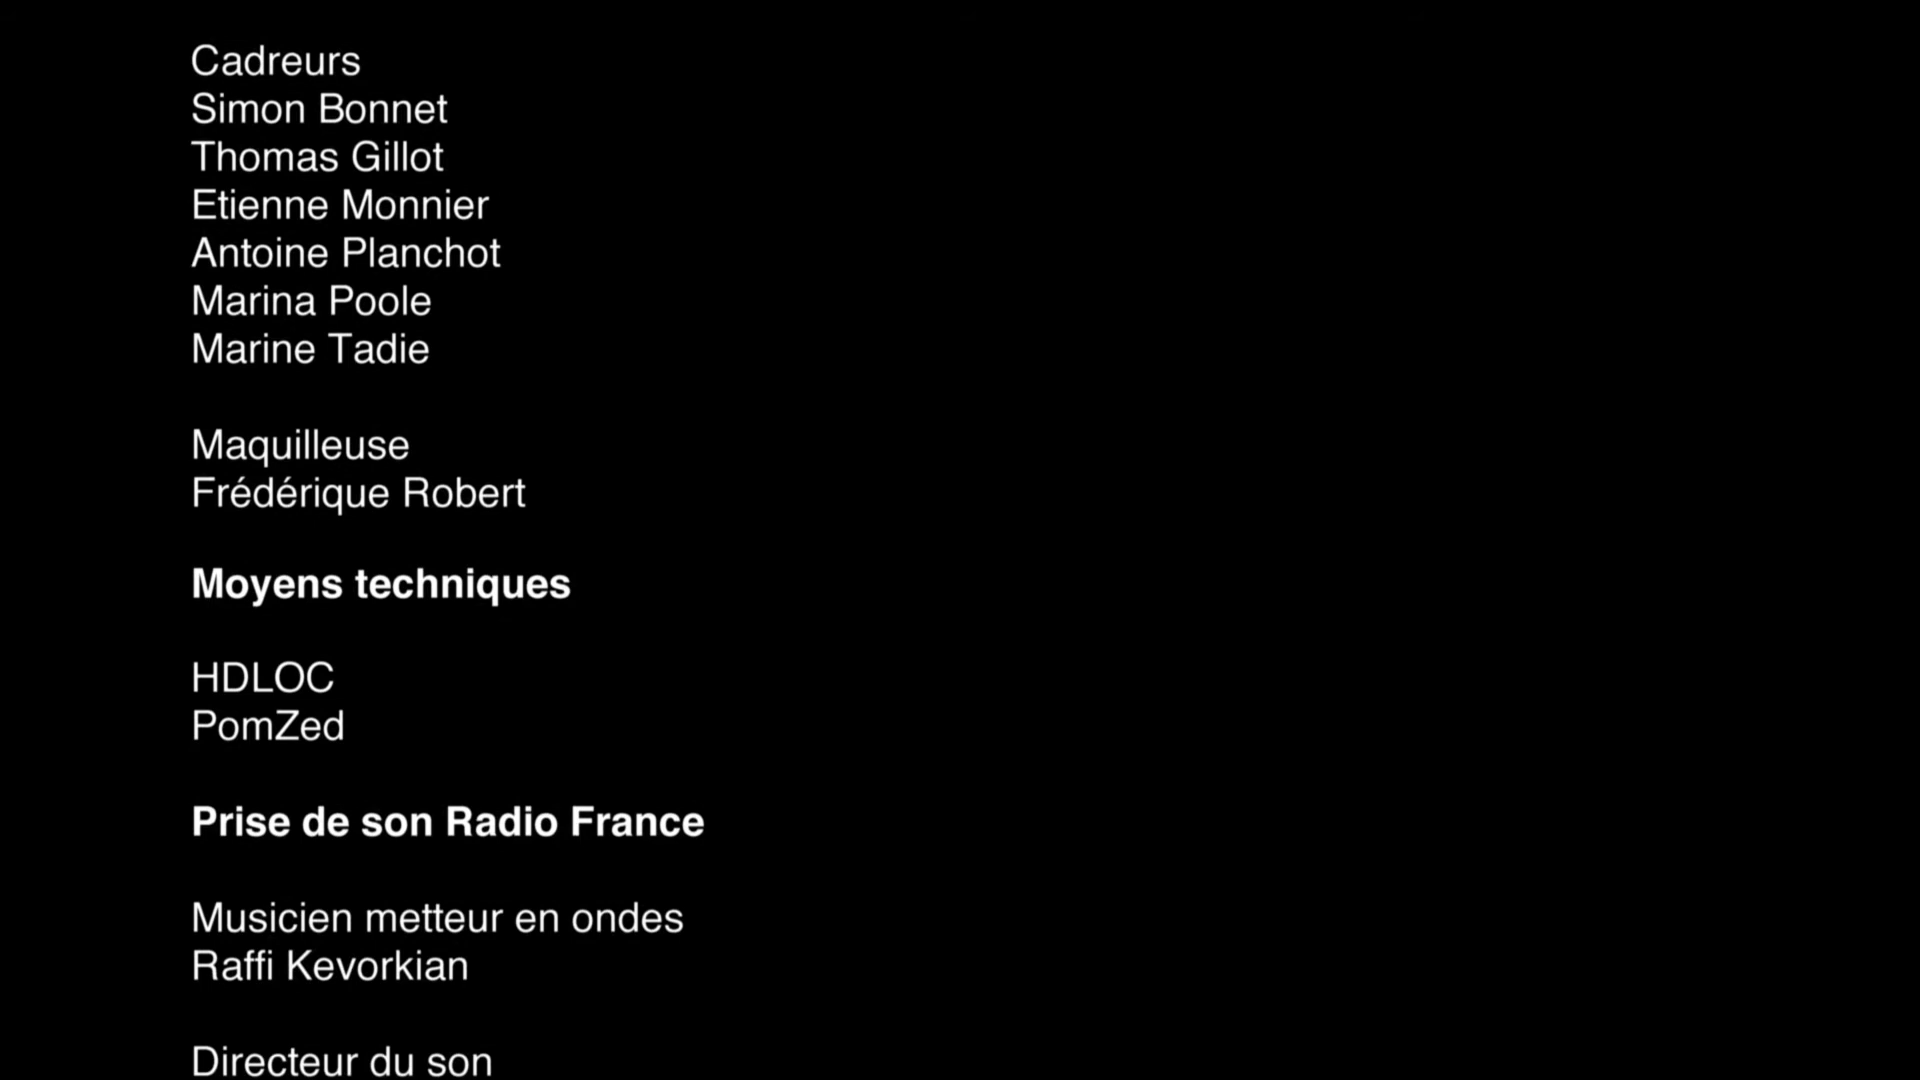 Cadreurs
Simon Bonnet
Thomas Gillot
Etienne Monnier
Antoine Planchot
Marina Poole
Marine Tadie
Maquilleuse
Frédérique Robert
Moyens techniques
HDLOC
PomZed
Prise de son Radio France
Musicien metteur en ondes
Raffi Kevorkian
Directeur du son